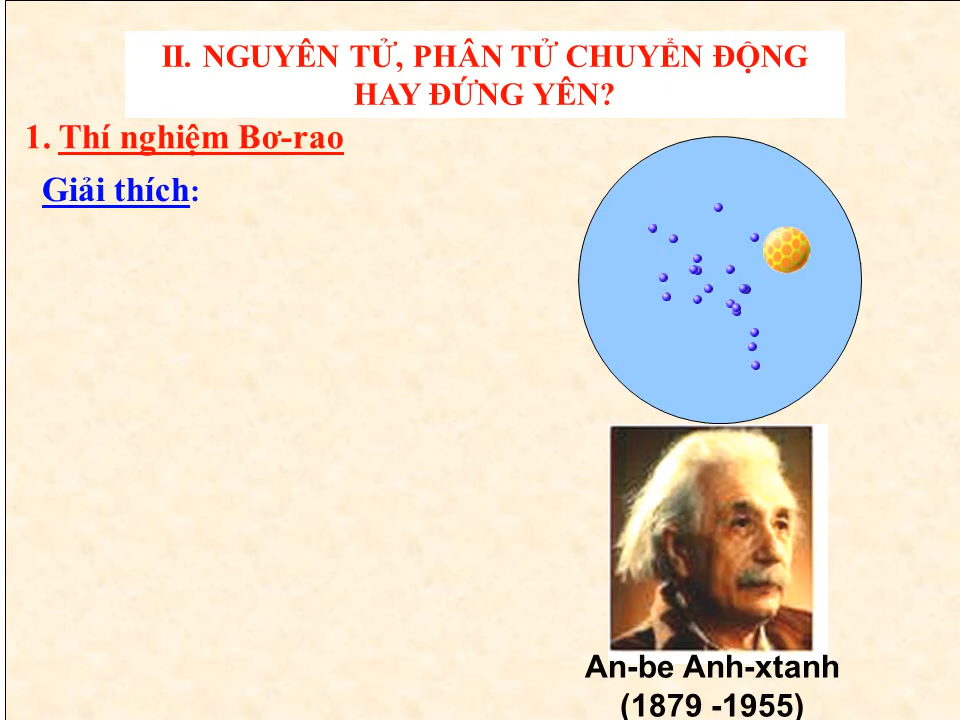 II. NGUYÊN TỬ, PHÂN TỬ CHUYỂN ĐỘNG
HAY ĐỨNG YÊN?
1. Thí nghiệm Bơ-rao
Giải thích:
An-be Anh-xtanh
(1879 -1955)